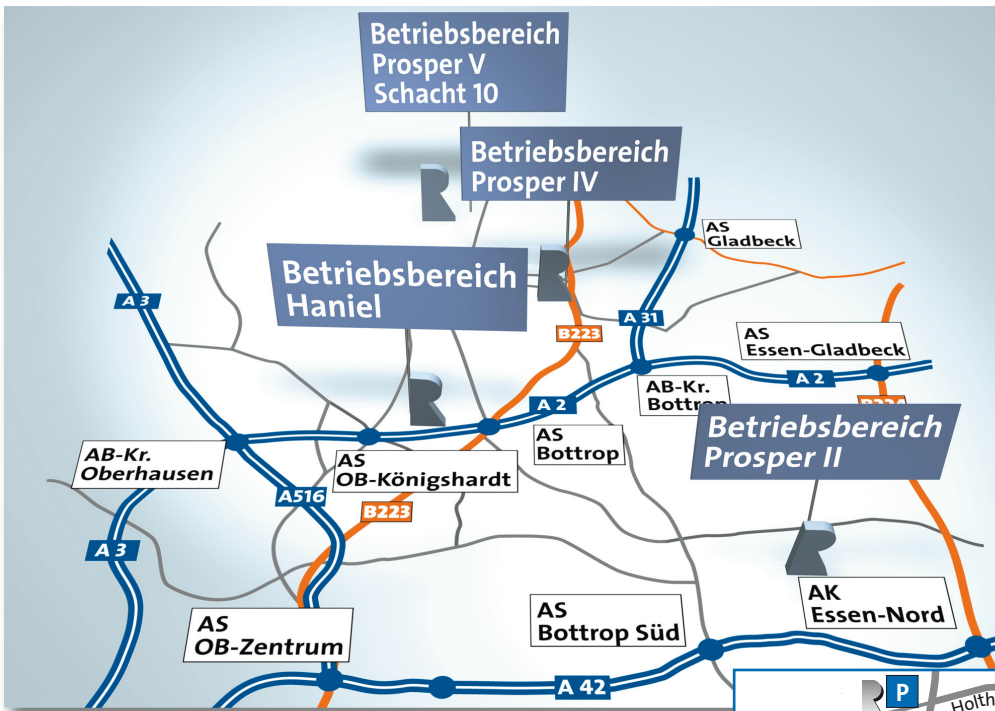 Betriebsbereich
Prosper V
Schacht 10
Betriebsbereich
Prosper IV
AS
Gladbeck
Betriebsbereich
Haniel
A 3
A 31
B223
AS
Essen-Gladbeck
A 2
AB-Kr.
Bottrop
A 2
Betriebsbereich
Prosper II
AS
Bottrop
AB-Kr.
Oberhausen
AS
OB-Königshardt
A516
B223
A 3
AS
OB-Zentrum
AS
Bottrop Süd
AK
Essen-Nord
A 42
R
P
Holth